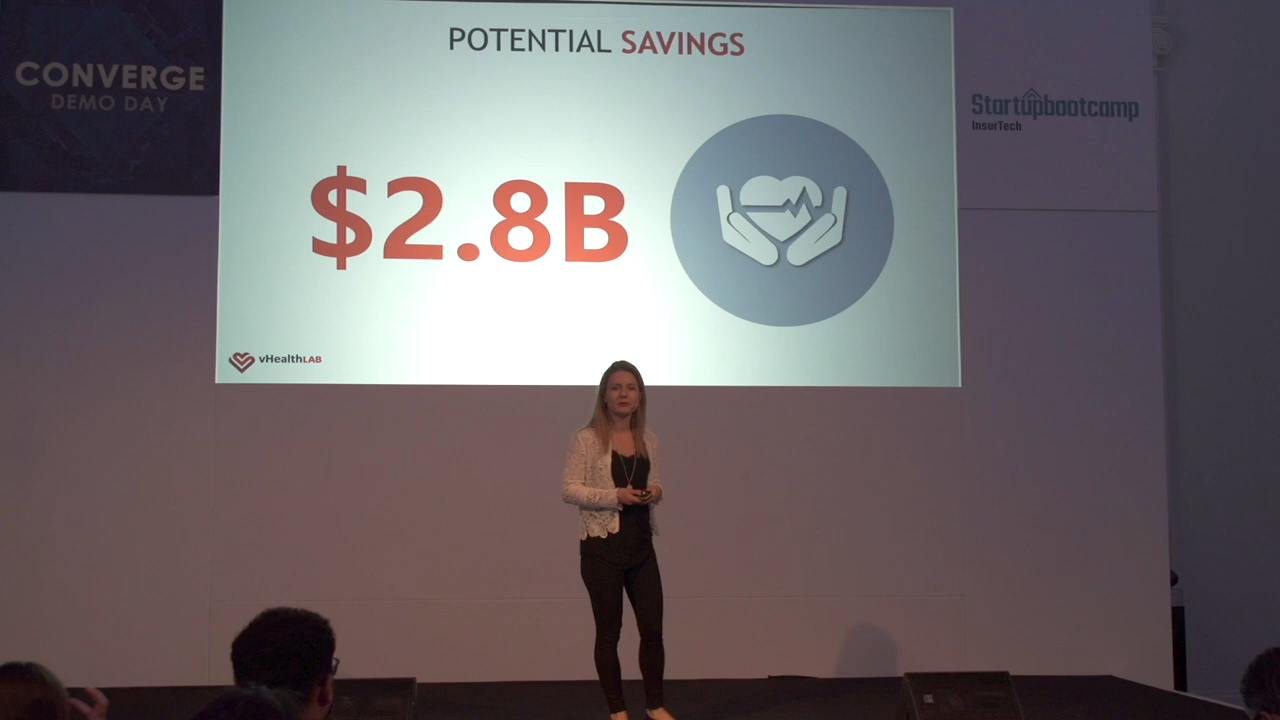 POTENTIAL SAVINGS
CONVERGE
DEMO DAY
Startupbootcamp
InsurTech
$2.8B
vHealthLAB